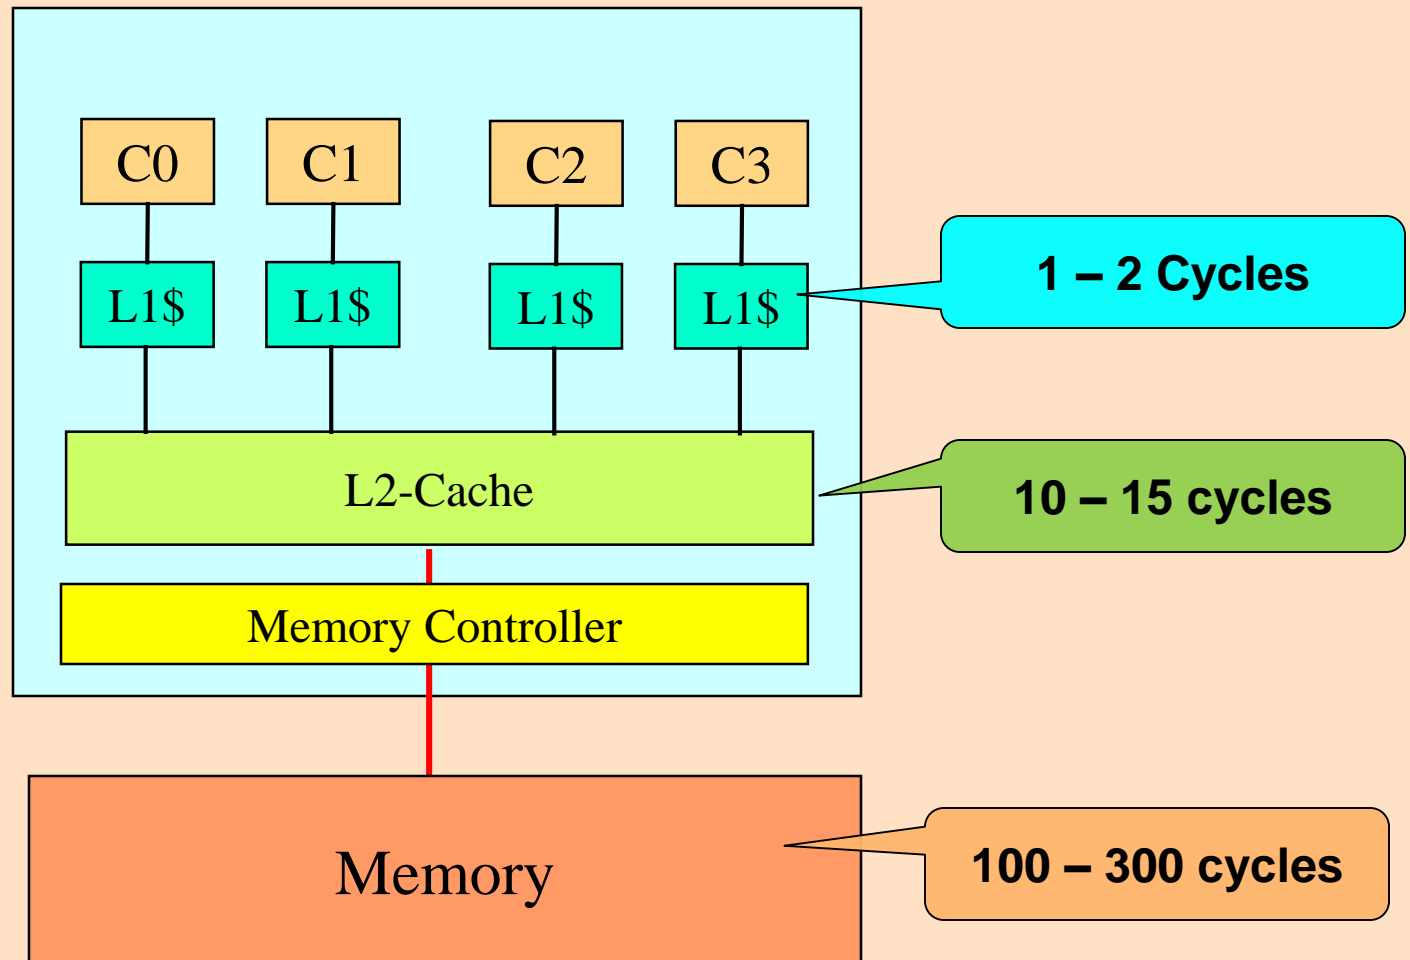 C0 C1 C2 C3
1 – 2 Cycles
L1$ L1$ L1$ L1$
L2-Cache
10 – 15 cycles
Memory Controller
Memory
100 – 300 cycles